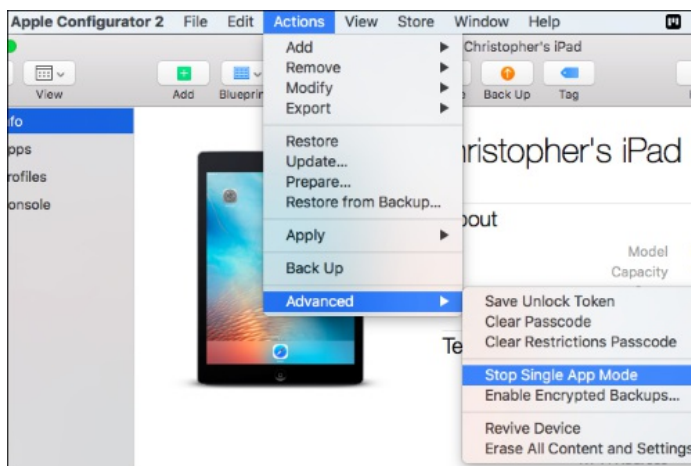 Apple Configurator 2 File Edit Actions View Store Window Help
Christopher's iPad
View Add Back Up Tag
Add
Remove
Modify
Export
Restore
Update...
Prepare...
Restore from Backup...
Apply
Back Up
Advanced
Save Unlock Token
Clear Passcode
Clear Restrictions Passcode
Stop Single App Mode
Enable Encrypted Backups...
Revive Device
Erase All Content and Settings
ristopher's iPad
Model
Capacity